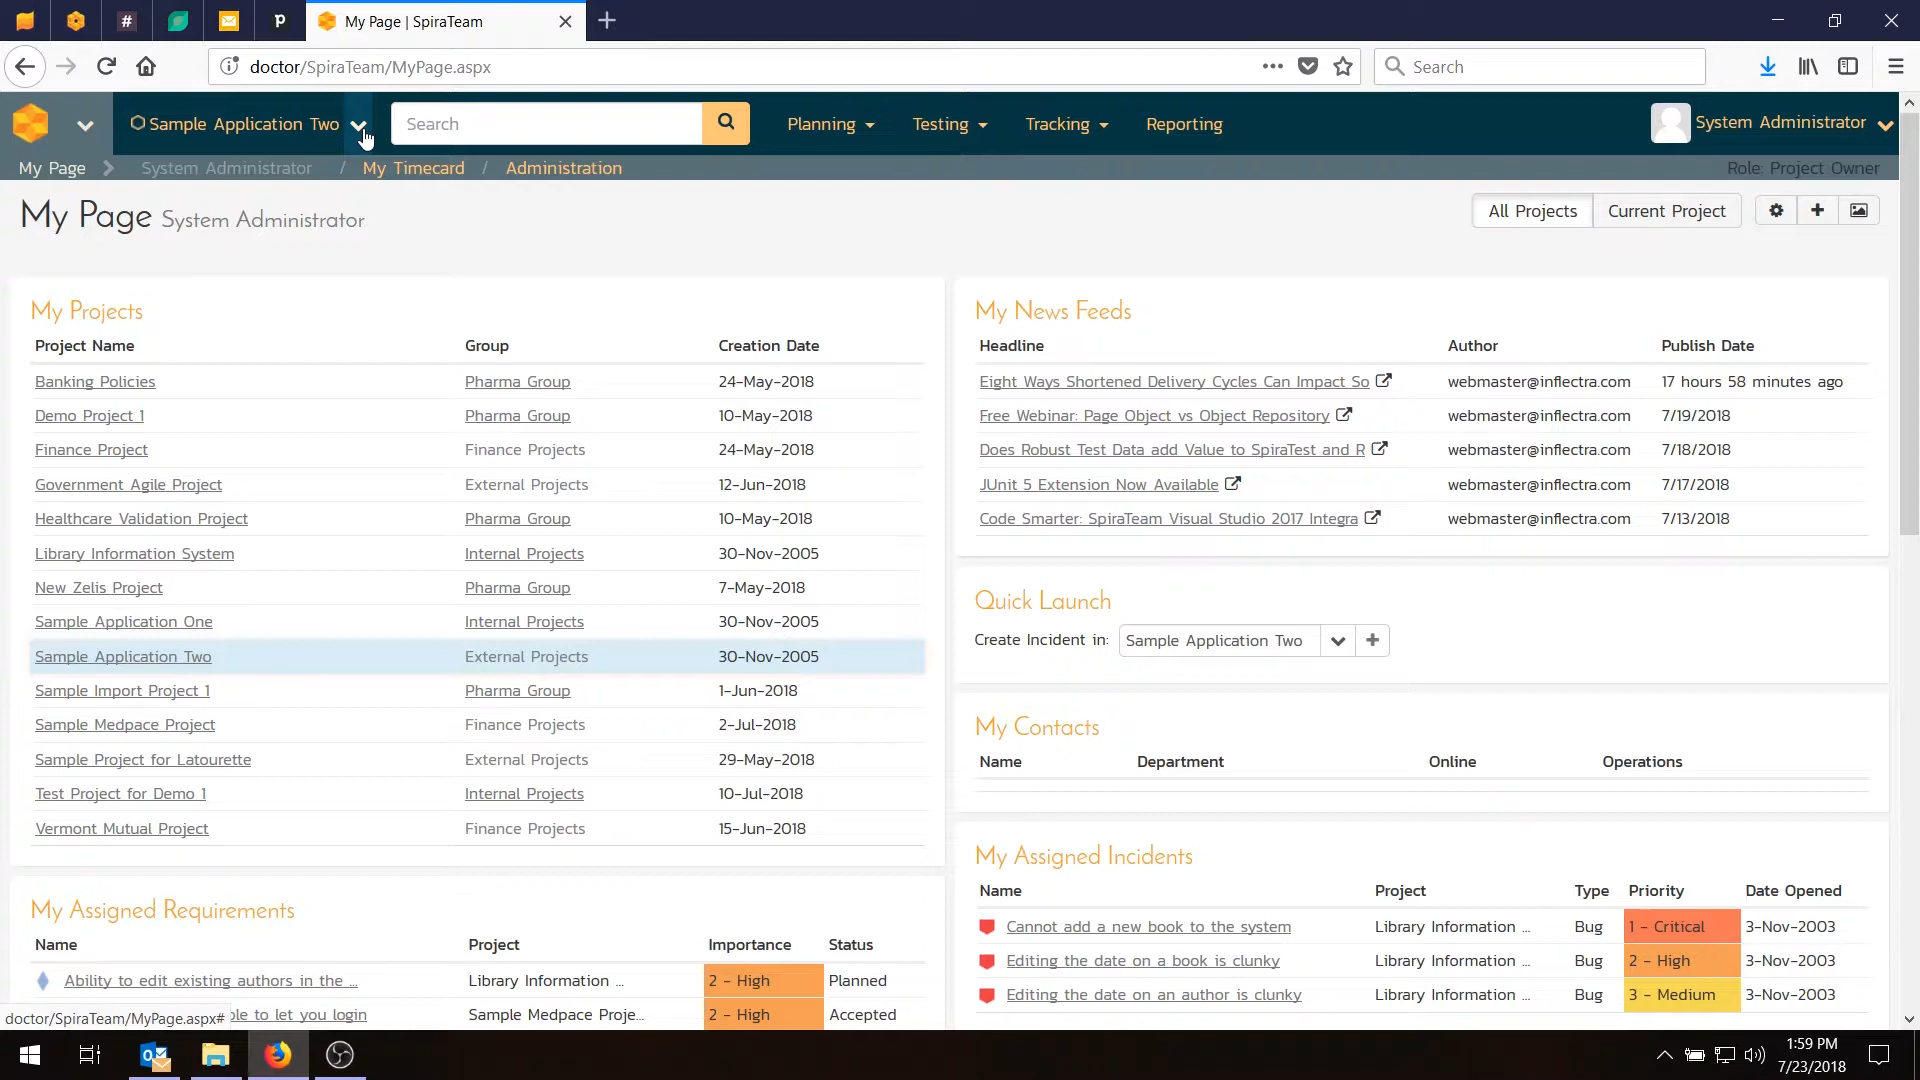 My Page | SpiraTeam
doctor/SpiraTeam/MyPage.aspx
Search
Sample Application Two
Search
Planning
Testing
Tracking
Reporting
System Administrator
My Page
System Administrator / My Timecard / Administration
Role: Project Owner
My Page System Administrator
All Projects
Current Project
My Projects
Project Name Group Creation Date
Banking Policies Pharma Group 24-May-2018
Demo Project 1 Pharma Group 10-May-2018
Finance Project Finance Projects 24-May-2018
Government Agile Project External Projects 12-Jun-2018
Healthcare Validation Project Pharma Group 10-May-2018
Library Information System Internal Projects 30-Nov-2005
New Zelis Project Pharma Group 7-May-2018
Sample Application One Internal Projects 30-Nov-2005
Sample Application Two External Projects 30-Nov-2005
Sample Import Project 1 Pharma Group 1-Jun-2018
Sample Medpace Project Finance Projects 2-Jul-2018
Sample Project for Latourette External Projects 29-May-2018
Test Project for Demo 1 Internal Projects 10-Jul-2018
Vermont Mutual Project Finance Projects 15-Jun-2018
My Assigned Requirements
Name Project Importance Status
Ability to edit existing authors in the ... Library Information ... 2 - High Planned
ble to let you login Sample Medpace Proje... 2 - High Accepted
doctor/SpiraTeam/MyPage.aspx#
My News Feeds
Headline Author Publish Date
Eight Ways Shortened Delivery Cycles Can Impact So webmaster@inflectra.com 17 hours 58 minutes ago
Free Webinar: Page Object vs Object Repository webmaster@inflectra.com 7/19/2018
Does Robust Test Data add Value to SpiraTest and R webmaster@inflectra.com 7/18/2018
JUnit 5 Extension Now Available webmaster@inflectra.com 7/17/2018
Code Smarter: SpiraTeam Visual Studio 2017 Integra webmaster@inflectra.com 7/13/2018
Quick Launch
Create Incident in: Sample Application Two
My Contacts
Name Department Online Operations
My Assigned Incidents
Name Project Type Priority Date Opened
Cannot add a new book to the system Library Information ... Bug 1 - Critical 3-Nov-2003
Editing the date on a book is clunky Library Information ... Bug 2 - High 3-Nov-2003
Editing the date on an author is clunky Library Information ... Bug 3 - Medium 3-Nov-2003
1:59 PM
7/23/2018